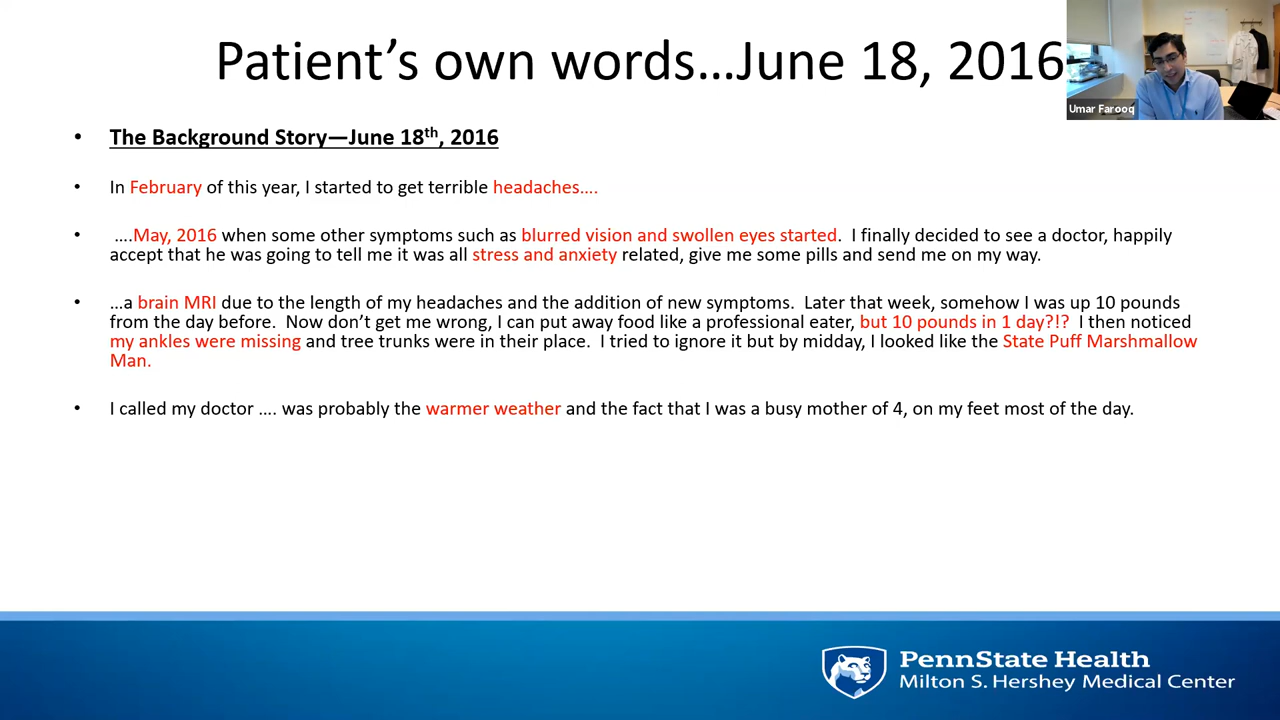 Patient’s own words…June 18, 2016
Umar Farooq
• The Background Story—June 18th, 2016
• In February of this year, I started to get terrible headaches….
• ….May, 2016 when some other symptoms such as blurred vision and swollen eyes started. I finally decided to see a doctor, happily
accept that he was going to tell me it was all stress and anxiety related, give me some pills and send me on my way.
• …a brain MRI due to the length of my headaches and the addition of new symptoms. Later that week, somehow I was up 10 pounds
from the day before. Now don’t get me wrong, I can put away food like a professional eater, but 10 pounds in 1 day?!? I then noticed
my ankles were missing and tree trunks were in their place. I tried to ignore it but by midday, I looked like the State Puff Marshmallow
Man.
• I called my doctor …. was probably the warmer weather and the fact that I was a busy mother of 4, on my feet most of the day.
PennState Health
Milton S. Hershey Medical Center